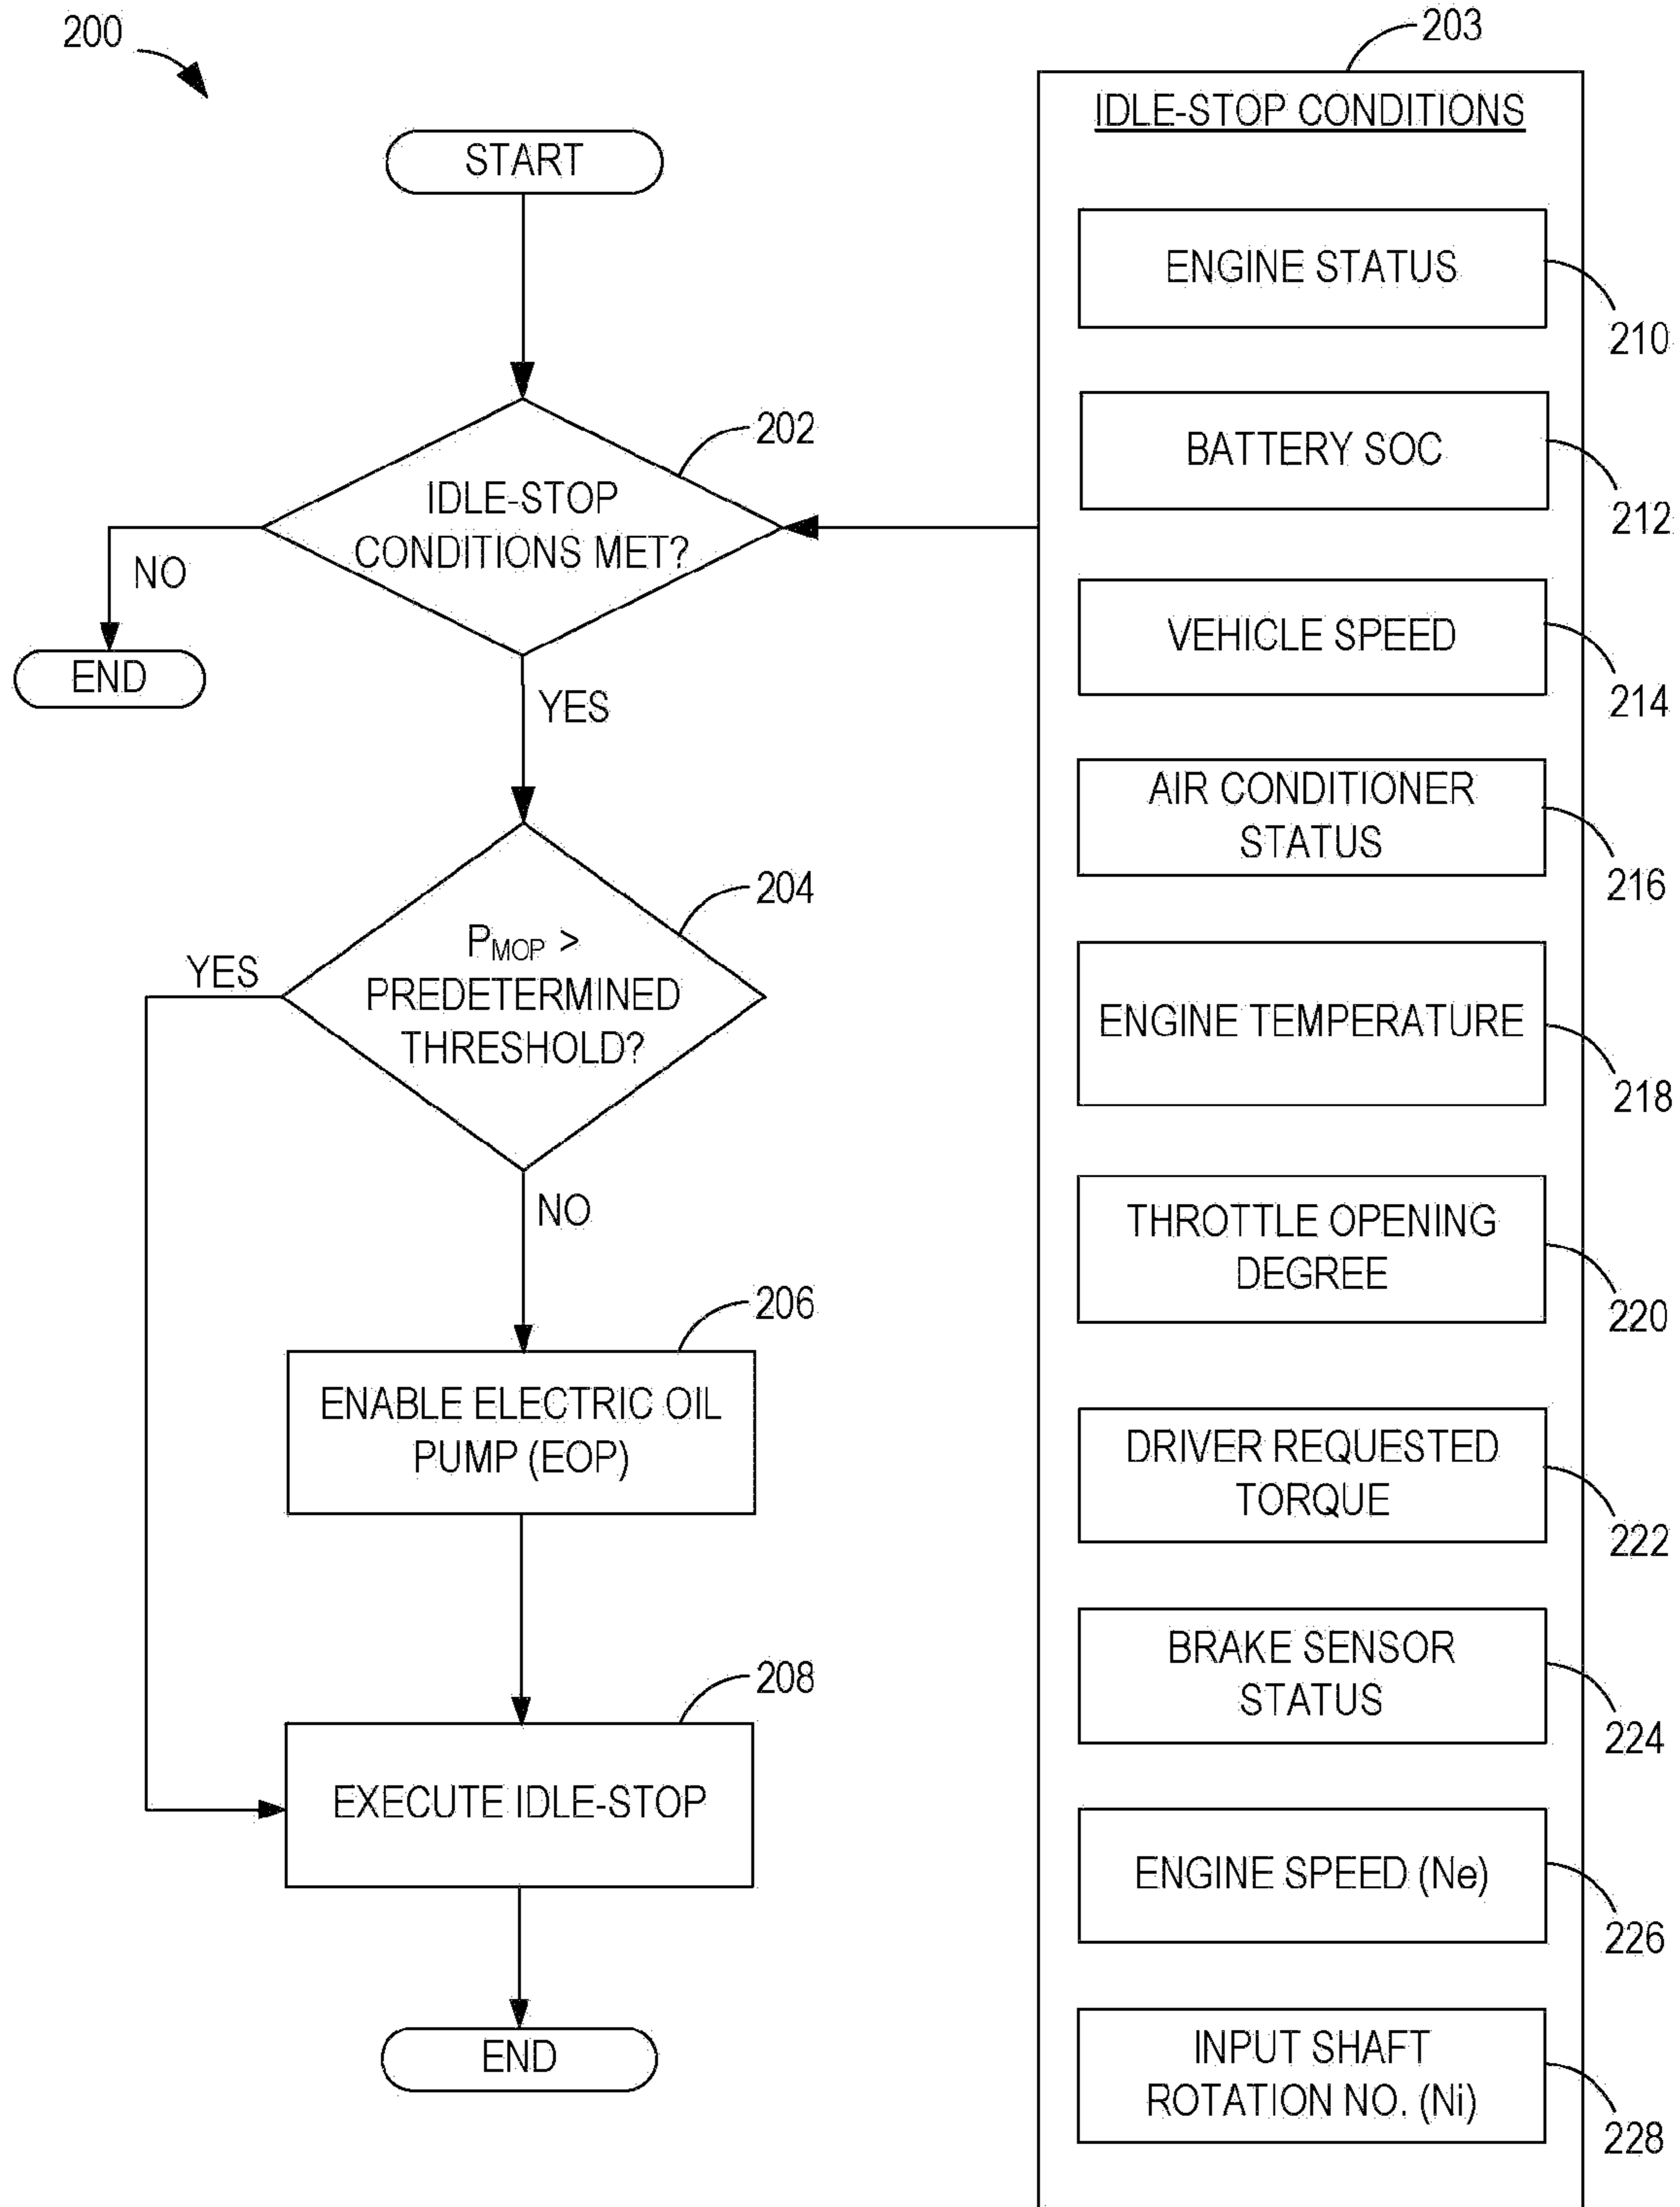 200
START
202
IDLE-STOP
CONDITIONS MET?
NO
END
YES
204
PMOP >
PREDETERMINED
THRESHOLD?
YES
NO
206
ENABLE ELECTRIC OIL
PUMP (EOP)
208
EXECUTE IDLE-STOP
END
203
IDLE-STOP CONDITIONS
ENGINE STATUS
210
BATTERY SOC
212
VEHICLE SPEED
214
AIR CONDITIONER
STATUS
216
ENGINE TEMPERATURE
218
THROTTLE OPENING
DEGREE
220
DRIVER REQUESTED
TORQUE
222
BRAKE SENSOR
STATUS
224
ENGINE SPEED (Ne)
226
INPUT SHAFT
ROTATION NO. (Ni)
228